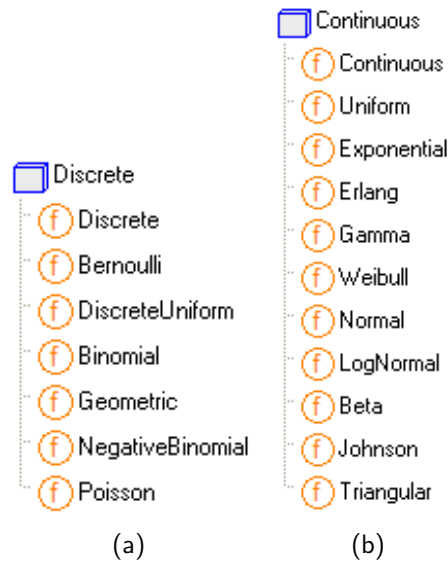 Discrete
f Discrete
f Bernoulli
f DiscreteUniform
f Binomial
f Geometric
f NegativeBinomial
f Poisson
(a)
Continuous
f Continuous
f Uniform
f Exponential
f Erlang
f Gamma
f Weibull
f Normal
f LogNormal
f Beta
f Johnson
f Triangular
(b)